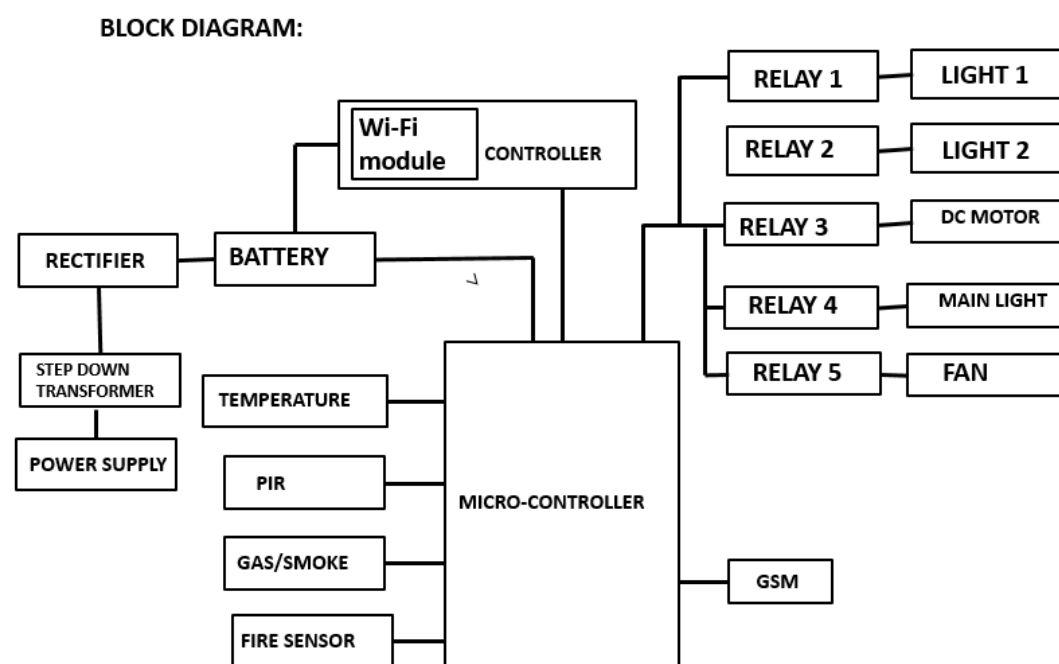 BLOCK DIAGRAM:
RELAY 1
LIGHT 1
Wi-Fi
module
CONTROLLER
RELAY 2
LIGHT 2
RELAY 3
DC MOTOR
RECTIFIER
BATTERY
RELAY 4
MAIN LIGHT
STEP DOWN
TRANSFORMER
RELAY 5
FAN
TEMPERATURE
POWER SUPPLY
PIR
MICRO-CONTROLLER
GAS/SMOKE
GSM
FIRE SENSOR